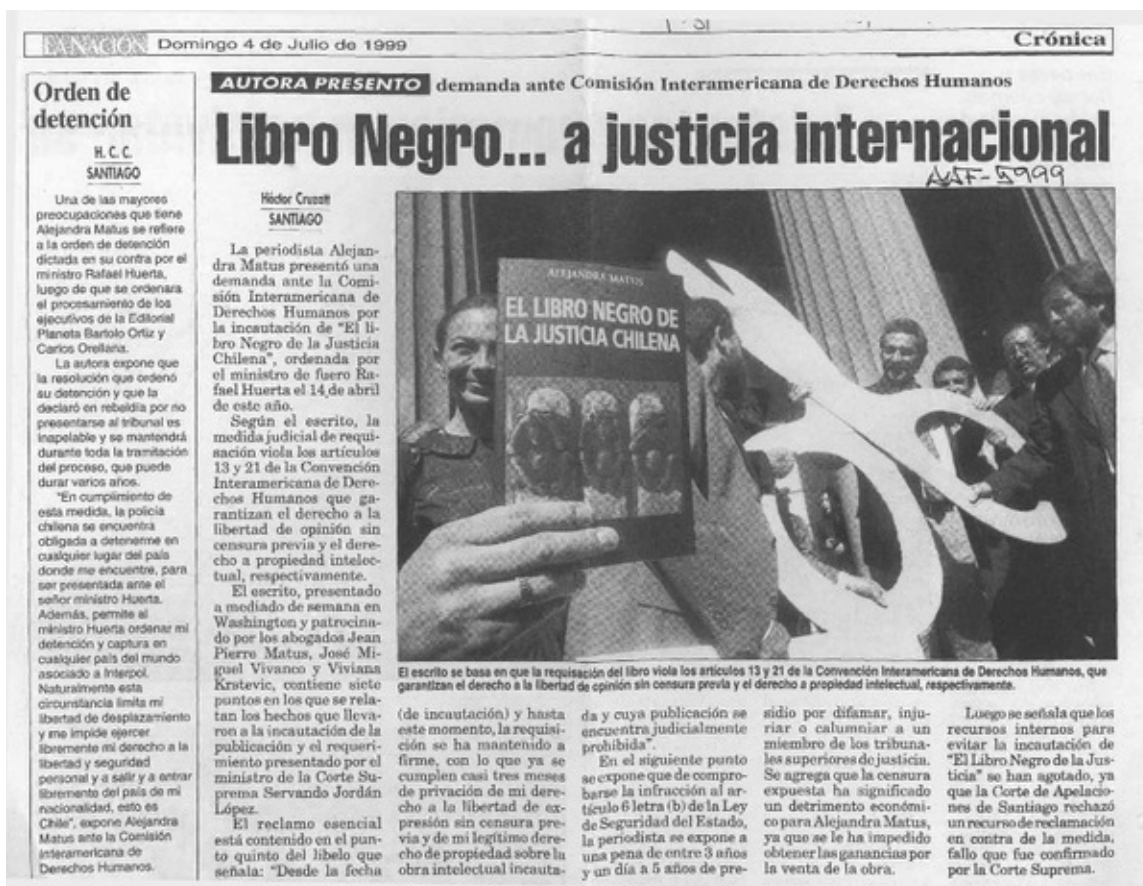 LA NACION Domingo 4 de Julio de 1999
Crónica
Orden de
detención
H. C. C.
SANTIAGO
Una de las mayores
preocupaciones que tiene
Alejandra Matus se refiere
a la orden de detención
dictada en su contra por el
ministro Rafael Huerta,
luego de que se ordenara
el procesamiento de los
ejecutivos de la Editorial
Planeta Bartolo Ortiz y
Carlos Orellana.
La autora expone que
la resolución que ordenó
su detención y que la
declaró en rebeldía por no
presentarse al tribunal es
inapelable y se mantendrá
durante toda la tramitación
del proceso, que puede
durar varios años.
"En cumplimiento de
esta medida, la policía
chilena se encuentra
obligada a detenerme en
cualquier lugar del país
donde me encuentre, para
ser presentada ante el
señor ministro Huerta.
Además, permite al
ministro Huerta ordenar mi
detención y captura en
cualquier país del mundo
asociado a Interpol.
Naturalmente esta
circunstancia limita mi
libertad de desplazamiento
y me impide ejercer
libremente mi derecho a la
libertad y seguridad
personal y a salir y a entrar
libremente del país de mi
nacionalidad, esto es
Chile", expone Alejandra
Matus ante la Comisión
Interamericana de
Derechos Humanos.
AUTORA PRESENTO demanda ante Comisión Interamericana de Derechos Humanos
Libro Negro... a justicia internacional
Héctor Cruzatt
SANTIAGO
La periodista Alejan-
dra Matus presentó una
demanda ante la Comi-
sión Interamericana de
Derechos Humanos por
la incautación de "El li-
bro Negro de la Justicia
Chilena", ordenada por
el ministro de fuero Ra-
fael Huerta el 14 de abril
de este año.
Según el escrito, la
medida judicial de requi-
sación viola los artículos
13 y 21 de la Convención
Interamericana de Dere-
chos Humanos que ga-
rantizan el derecho a la
libertad de opinión sin
censura previa y el dere-
cho a propiedad intelec-
tual, respectivamente.
El escrito, presentado
a mediado de semana en
Washington y patrocina-
do por los abogados Jean
Pierre Matus, José Mi-
guel Vivanco y Viviana
Krstevic, contiene siete
puntos en los que se rela-
tan los hechos que lleva-
ron a la incautación de la
publicación y el requeri-
miento presentado por el
ministro de la Corte Su-
prema Servando Jordán
López.
El reclamo esencial
está contenido en el pun-
to quinto del libelo que
señala: "Desde la fecha
ALEJANDRA MATUS
EL LIBRO NEGRO DE
LA JUSTICIA CHILENA
El escrito se basa en que la requisación del libro viola los artículos 13 y 21 de la Convención Interamericana de Derechos Humanos, que
garantizan el derecho a la libertad de opinión sin censura previa y el derecho a propiedad intelectual, respectivamente.
(de incautación) y hasta
este momento, la requisi-
ción se ha mantenido a
firme, con lo que ya se
cumplen casi tres meses
de privación de mi dere-
cho a la libertad de ex-
presión sin censura pre-
via y de mi legítimo dere-
cho de propiedad sobre la
obra intelectual incauta-
da y cuya publicación se
encuentra judicialmente
prohibida".
En el siguiente punto
se expone que de compro-
barse la infracción al ar-
tículo 6 letra (b) de la Ley
de Seguridad del Estado,
la periodista se expone a
una pena de entre 3 años
y un día a 5 años de pre-
sidio por difamar, inju-
riar o calumniar a un
miembro de los tribuna-
les superiores de justicia.
Se agrega que la censura
expuesta ha significado
un detrimento económi-
co para Alejandra Matus,
ya que se le ha impedido
obtener las ganancias por
la venta de la obra.
Luego se señala que los
recursos internos para
evitar la incautación de
"El Libro Negro de la Jus-
ticia" se han agotado, ya
que la Corte de Apelacio-
nes de Santiago rechazó
un recurso de reclamación
en contra de la medida,
fallo que fue confirmado
por la Corte Suprema.